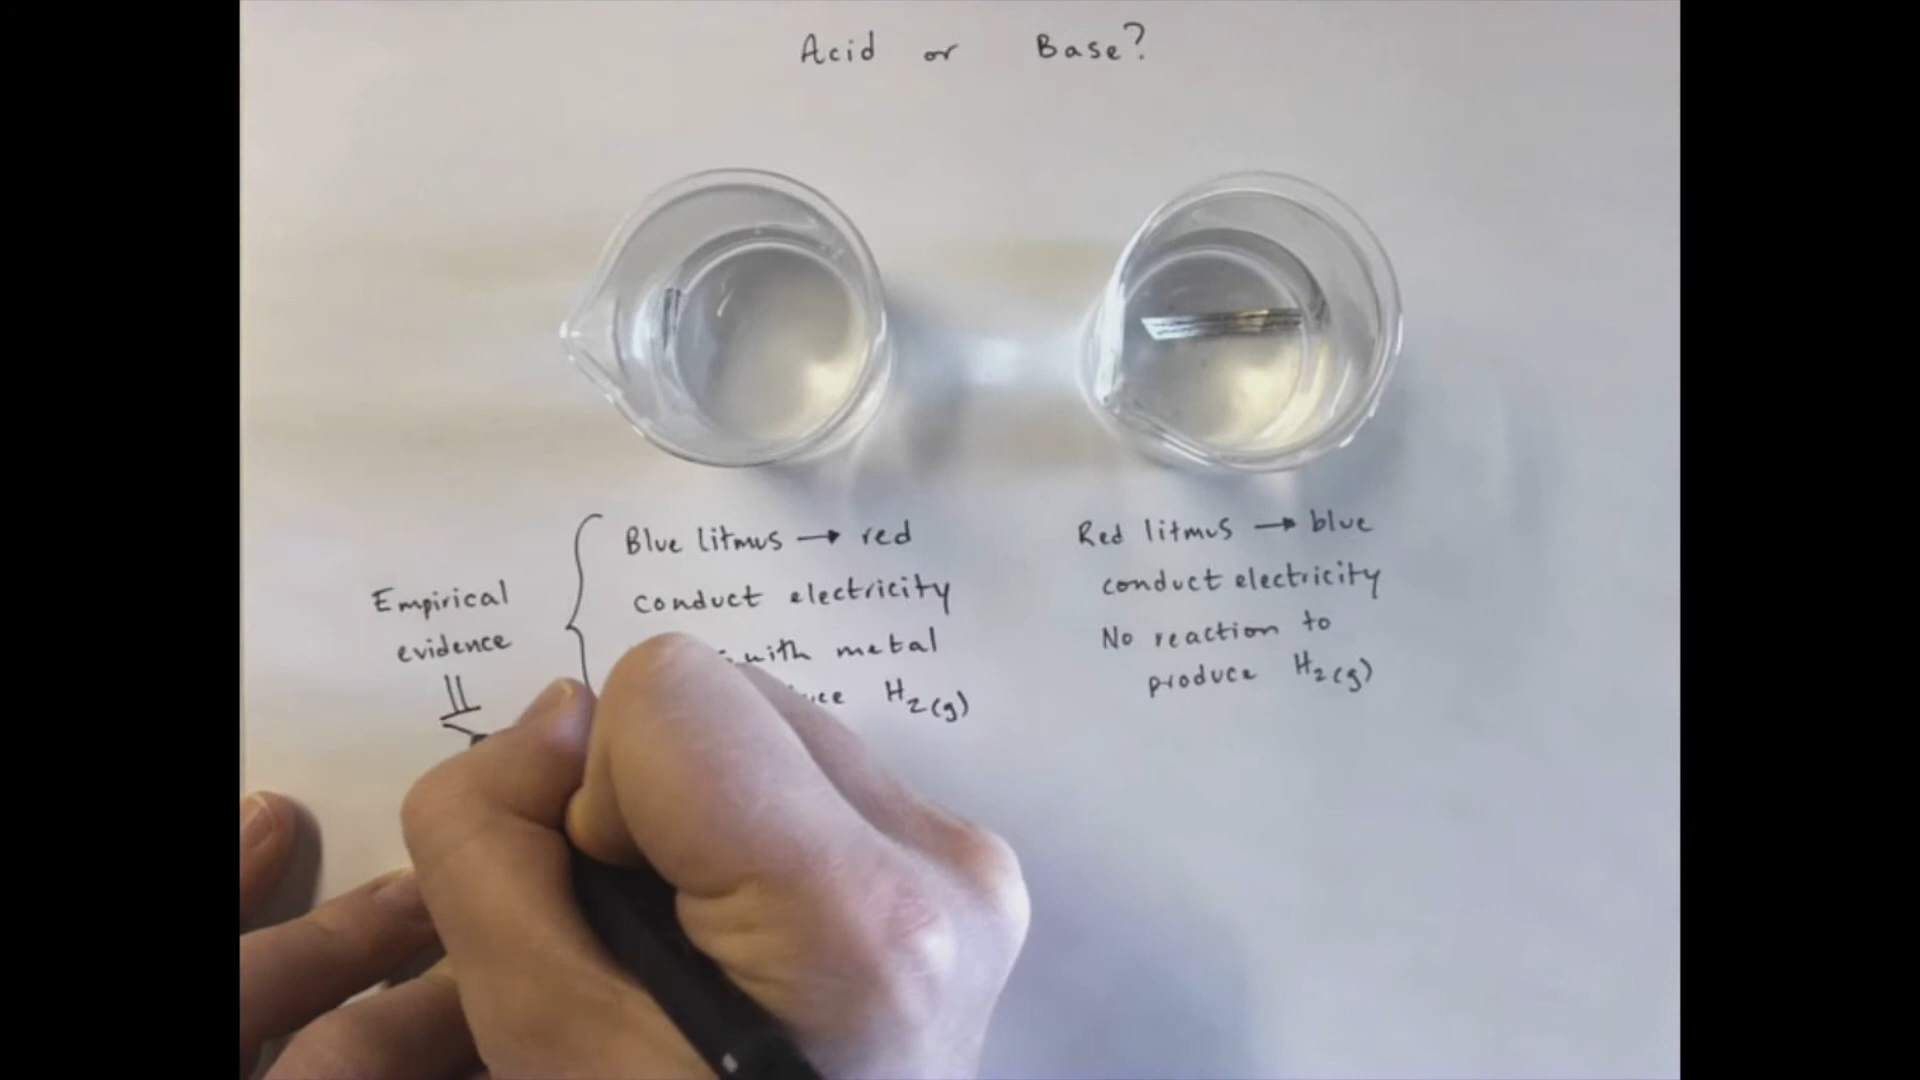 Acid or Base?
Blue litmus → red
conduct electricity
with metal
H2(g)
Red litmus → blue
conduct electricity
No reaction to
produce H2(g)
Empirical
evidence